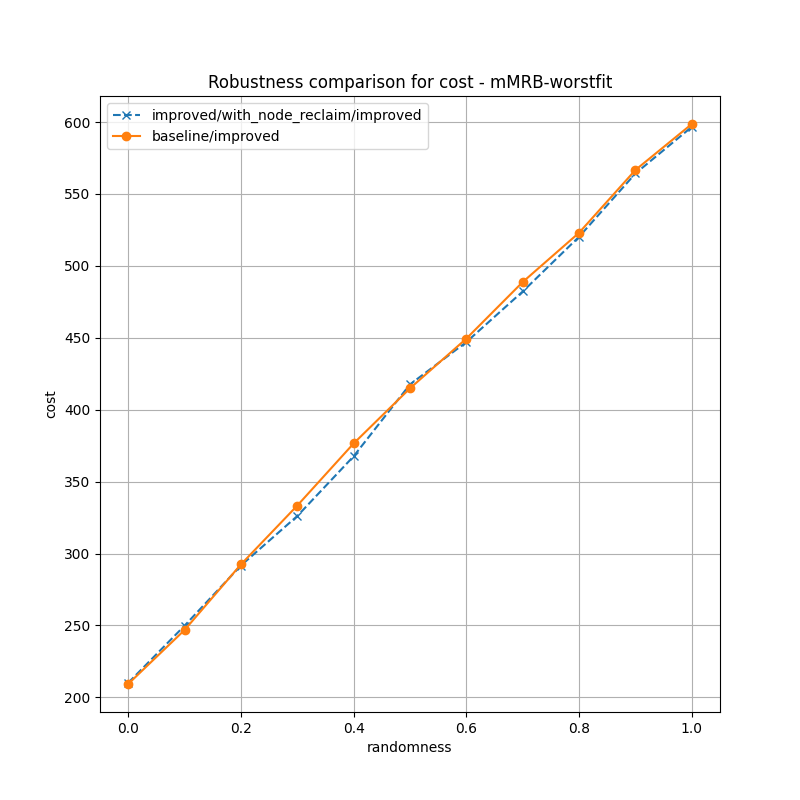 Robustness comparison for cost - mMRB-worstfit
improved/with_node_reclaim/improved
baseline/improved
600
550
500
450
400
350
300
250
200
cost
0.0 0.2 0.4 0.6 0.8 1.0
randomness